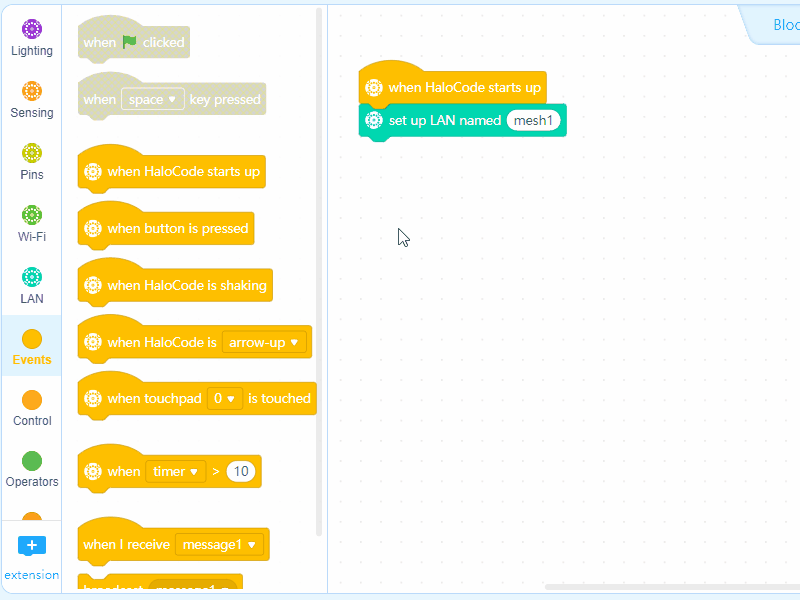 Lighting
Sensing
Pins
Wi-Fi
LAN
Events
Control
Operators
+
extension
when clicked
when space ▼ key pressed
when HaloCode starts up
when button is pressed
when HaloCode is shaking
when HaloCode is arrow-up ▼
when touchpad 0 ▼ is touched
when timer ▼ > 10
when I receive message1 ▼
broadcast message1
when HaloCode starts up
set up LAN named mesh1